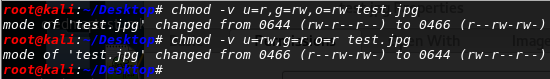 root@kali:~/Desktop# chmod -v u=r,g=rw,o=rw test.jpg
mode of 'test.jpg' changed from 0644 (rw-r--r--) to 0466 (r--rw-rw-)
root@kali:~/Desktop# chmod -v u=rw,g=r,o=r test.jpg
mode of 'test.jpg' changed from 0466 (r--rw-rw-) to 0644 (rw-r--r--)
root@kali:~/Desktop#